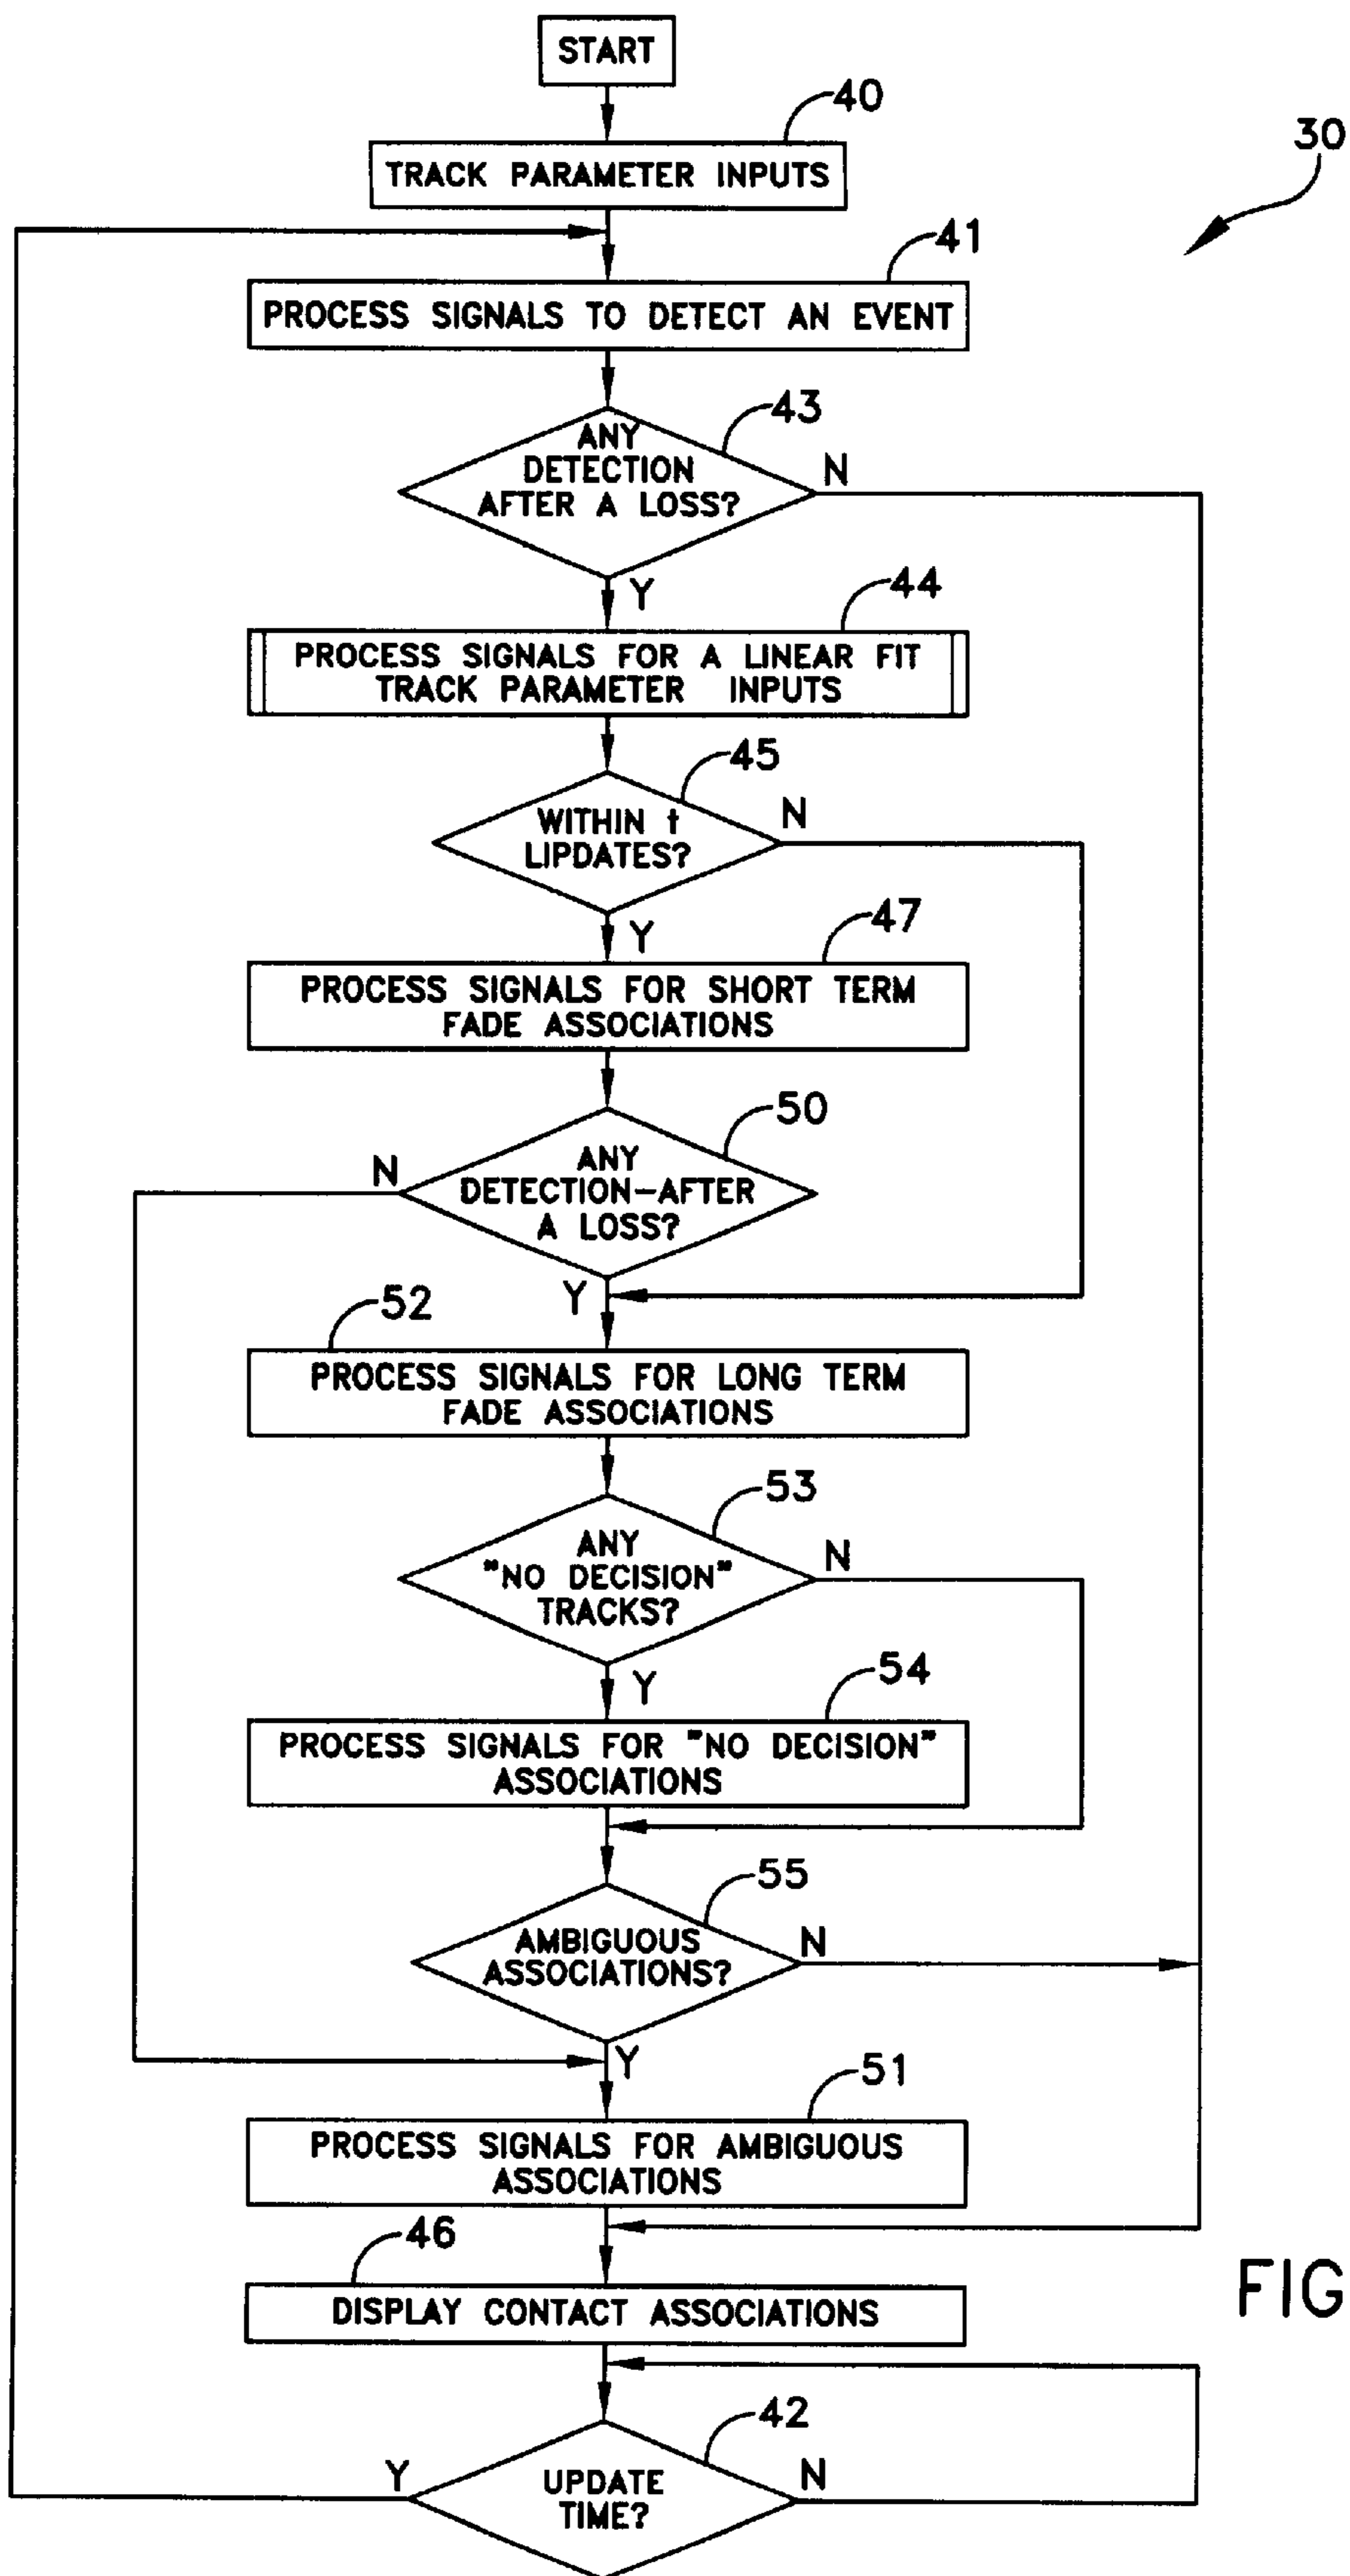 START
40
30
TRACK PARAMETER INPUTS
41
PROCESS SIGNALS TO DETECT AN EVENT
43
ANY
DETECTION
AFTER A LOSS?
N
Y
44
PROCESS SIGNALS FOR A LINEAR FIT
TRACK PARAMETER INPUTS
45
WITHIN t
LIPDATES?
N
Y
47
PROCESS SIGNALS FOR SHORT TERM
FADE ASSOCIATIONS
50
N
ANY
DETECTION–AFTER
A LOSS?
Y
52
PROCESS SIGNALS FOR LONG TERM
FADE ASSOCIATIONS
53
ANY
"NO DECISION"
TRACKS?
N
Y
54
PROCESS SIGNALS FOR "NO DECISION"
ASSOCIATIONS
55
AMBIGUOUS
ASSOCIATIONS?
N
Y
51
PROCESS SIGNALS FOR AMBIGUOUS
ASSOCIATIONS
46
FIG
DISPLAY CONTACT ASSOCIATIONS
42
Y
UPDATE
TIME?
N